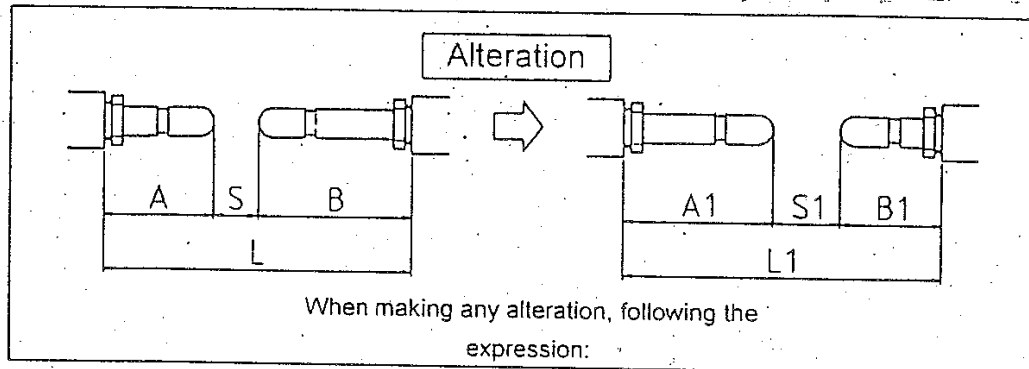 Alteration
A S B
L
A1 S1 B1
L1
When making any alteration, following the
expression: